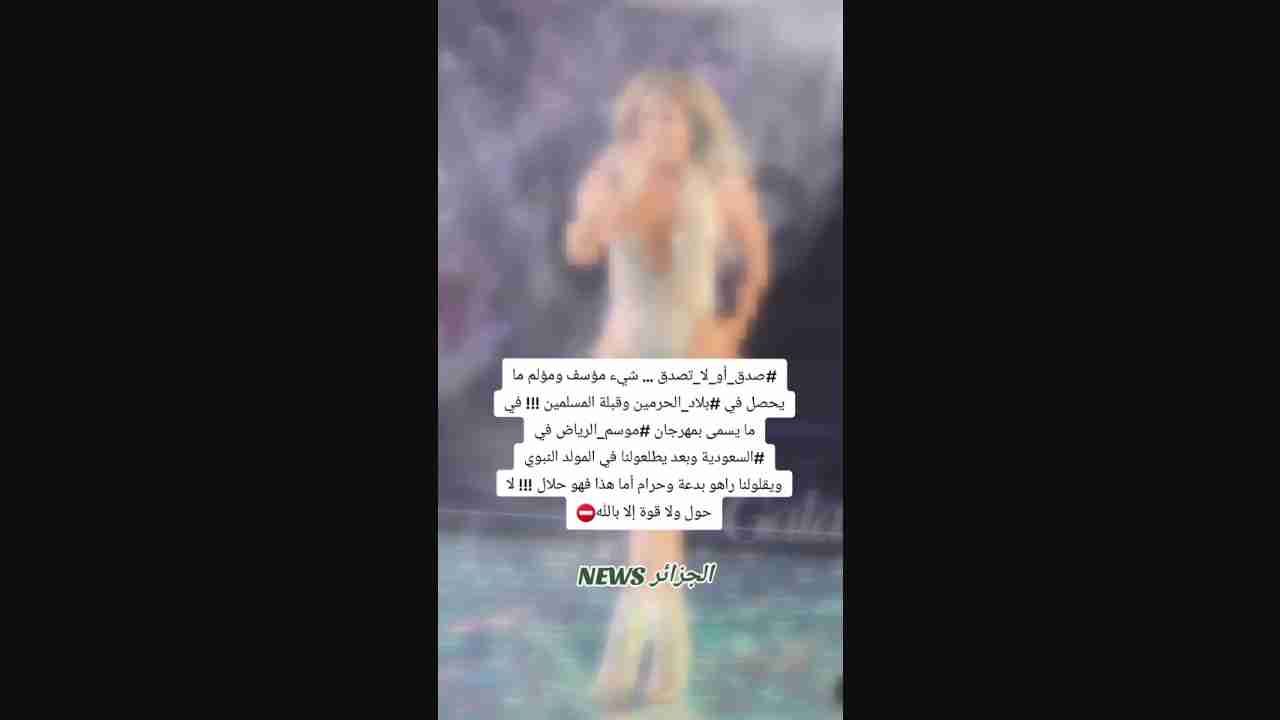 #صدق_أو_لا_تصدق ... شيء مؤسف ومؤلم ما
يحصل في #بلاد_الحرمين وقبلة المسلمين !!! في
ما يسمى بمهرجان #موسم_الرياض في
#السعودية وبعد يطلعولنا في المولد النبوي
ويقلولنا راهو بدعة وحرام أما هذا فهو حلال !!! لا
حول ولا قوة إلا بالله⛔
الجزائر NEWS